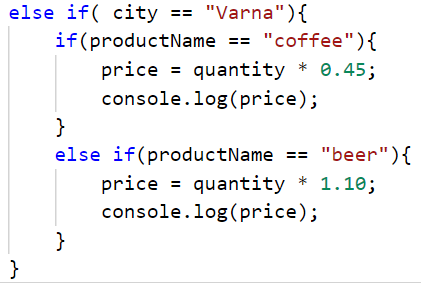 else if( city == "Varna"){
    if(productName == "coffee"){
        price = quantity * 0.45;
        console.log(price);
    }
    else if(productName == "beer"){
        price = quantity * 1.10;
        console.log(price);
    }
}